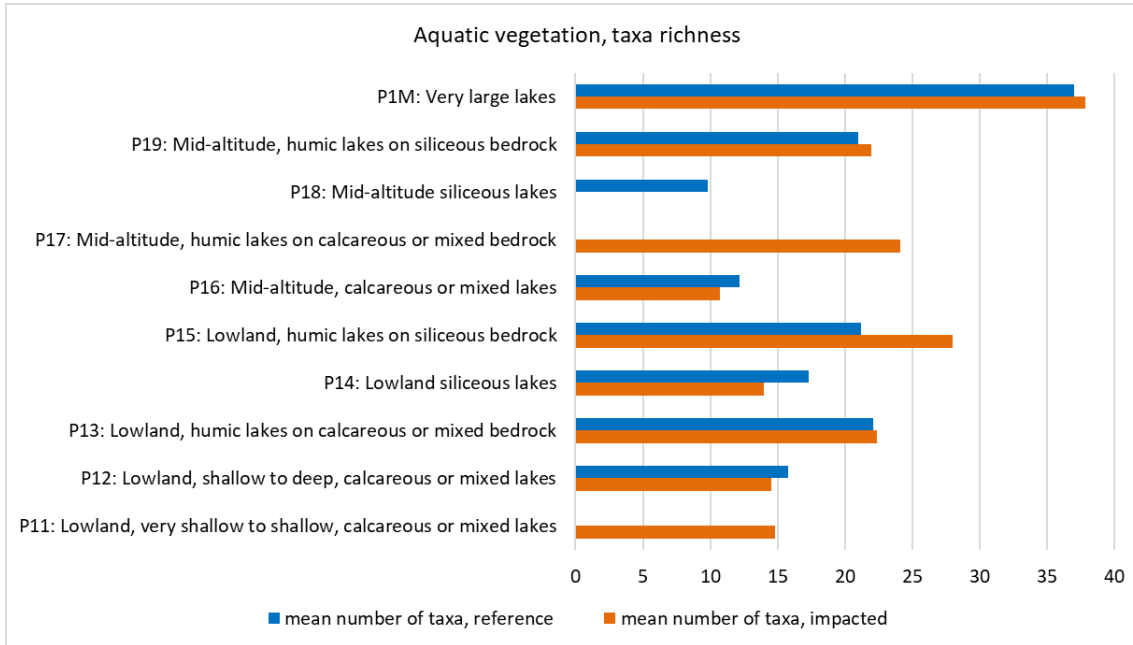 Aquatic vegetation, taxa richness
P1M: Very large lakes
P19: Mid-altitude, humic lakes on siliceous bedrock
P18: Mid-altitude siliceous lakes
P17: Mid-altitude, humic lakes on calcareous or mixed bedrock
P16: Mid-altitude, calcareous or mixed lakes
P15: Lowland, humic lakes on siliceous bedrock
P14: Lowland siliceous lakes
P13: Lowland, humic lakes on calcareous or mixed bedrock
P12: Lowland, shallow to deep, calcareous or mixed lakes
P11: Lowland, very shallow to shallow, calcareous or mixed lakes
0 5 10 15 20 25 30 35 40
mean number of taxa, reference mean number of taxa, impacted